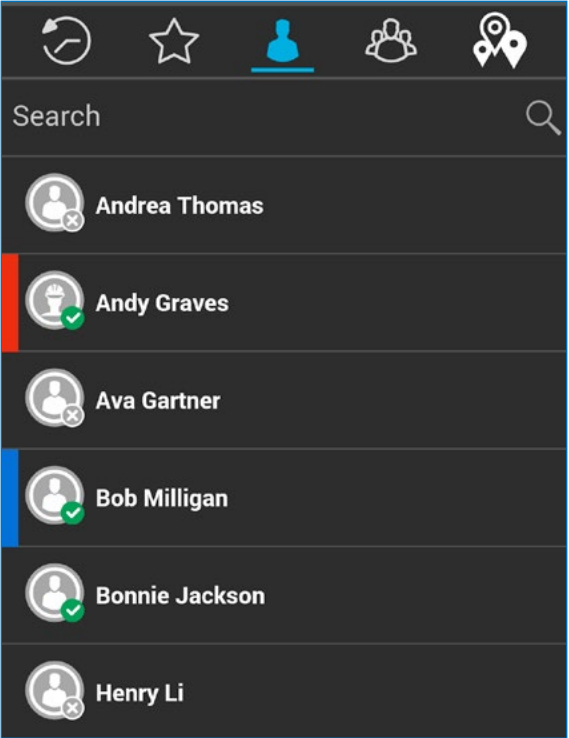 Search
Andrea Thomas
Andy Graves
Ava Gartner
Bob Milligan
Bonnie Jackson
Henry Li